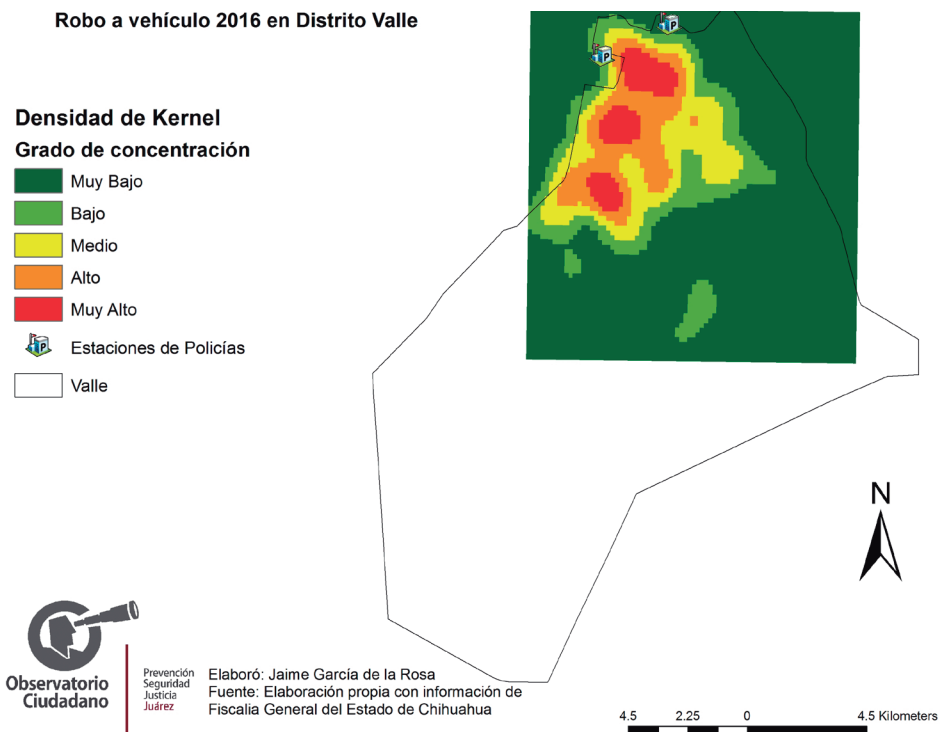 Robo a vehículo 2016 en Distrito Valle
Densidad de Kernel
Grado de concentración
Muy Bajo
Bajo
Medio
Alto
Muy Alto
P
Estaciones de Policías
Valle
P
P
N
Observatorio
Ciudadano
Prevención
Seguridad
Justicia
Juárez
Elaboró: Jaime García de la Rosa
Fuente: Elaboración propia con información de
Fiscalia General del Estado de Chihuahua
4.5 2.25 0 4.5 Kilometers